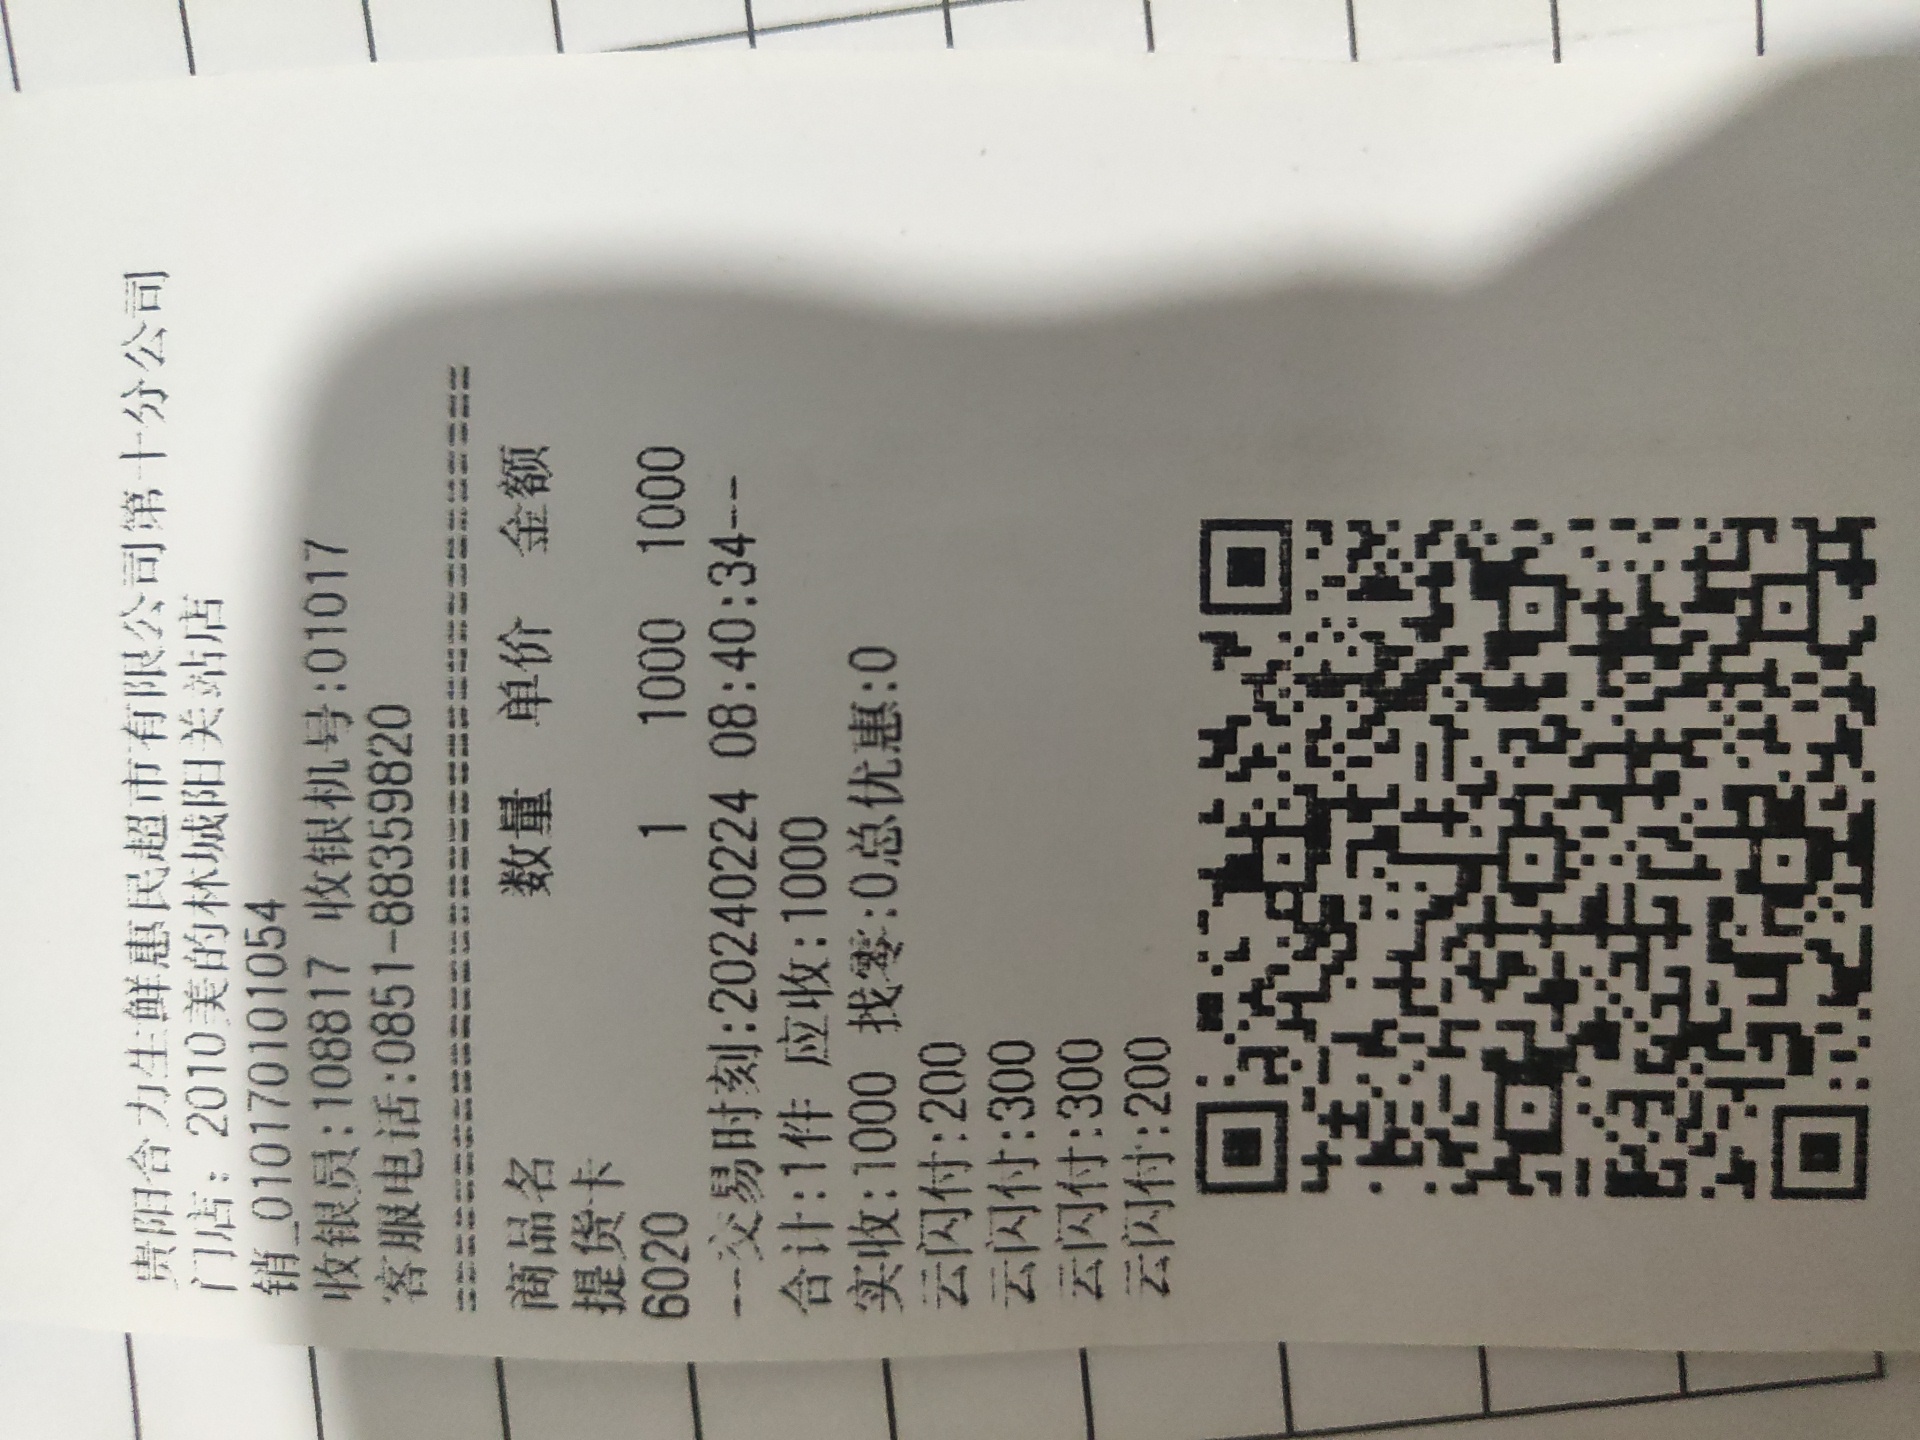 贵阳合力生鲜惠民超市有限公司第十分公司
门店: 2010美的林城阳关站店
销_0101701010​1054
收银员:108817 收银机号:01017
客服电话:0851-88359820
==========================================
商品名 数量 单价 金额
提货卡
6020 1 1000 1000
--交易时刻:20240224 08:40:34--
合计:1件 应收:1000
实收:1000 找零:0总优惠:0
云闪付:200
云闪付:300
云闪付:300
云闪付:200